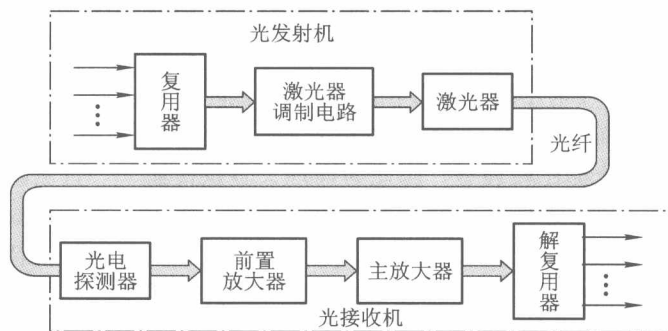 光发射机
复用器
激光器
调制电路
激光器
光纤
光电
探测器
前置
放大器
主放大器
解复用器
光接收机